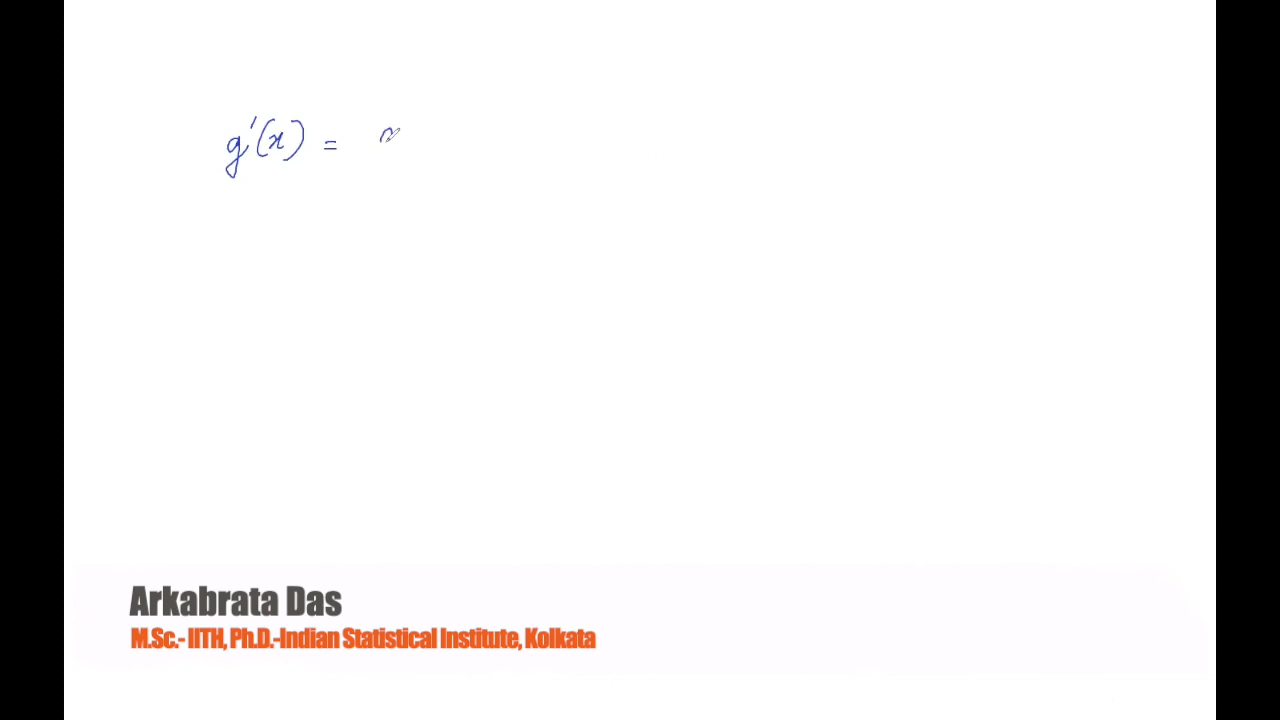 g'(x) =
Arkabrata Das
M.Sc.- IITH, Ph.D.-Indian Statistical Institute, Kolkata